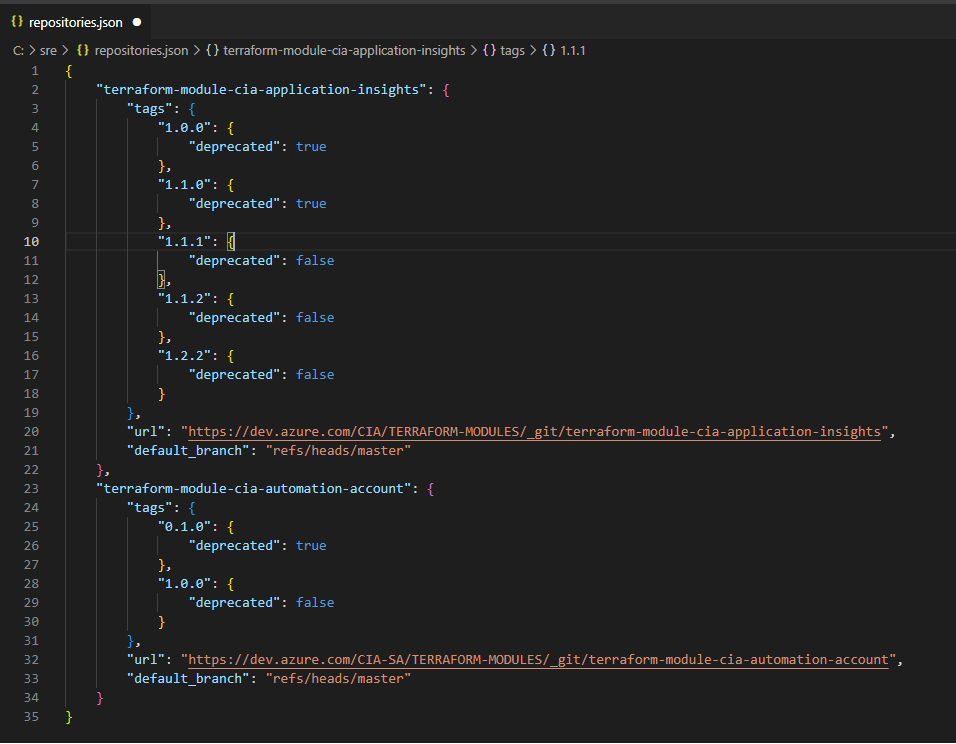 {} repositories.json ●
C: > sre > {} repositories.json > {} terraform-module-cia-application-insights > {} tags > {} 1.1.1
1 {
2     "terraform-module-cia-application-insights": {
3         "tags": {
4             "1.0.0": {
5                 "deprecated": true
6             },
7             "1.1.0": {
8                 "deprecated": true
9             },
10             "1.1.1": {
11                 "deprecated": false
12             },
13             "1.1.2": {
14                 "deprecated": false
15             },
16             "1.2.2": {
17                 "deprecated": false
18             }
19         },
20         "url": "https://dev.azure.com/CIA/TERRAFORM-MODULES/_git/terraform-module-cia-application-insights",
21         "default_branch": "refs/heads/master"
22     },
23     "terraform-module-cia-automation-account": {
24         "tags": {
25             "0.1.0": {
26                 "deprecated": true
27             },
28             "1.0.0": {
29                 "deprecated": false
30             }
31         },
32         "url": "https://dev.azure.com/CIA-SA/TERRAFORM-MODULES/_git/terraform-module-cia-automation-account",
33         "default_branch": "refs/heads/master"
34     }
35 }